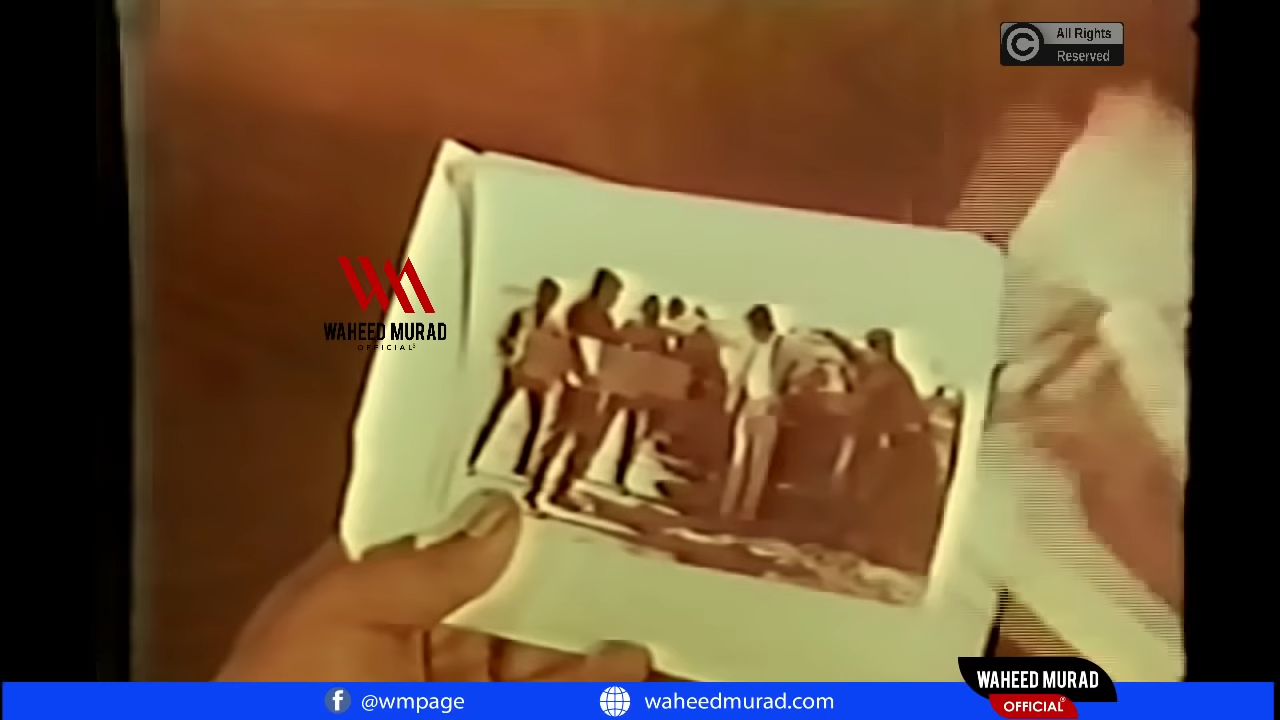 All Rights
Reserved
WAHEED MURAD
OFFICIAL
@wmpage
waheedmurad.com
WAHEED MURAD
OFFICIAL